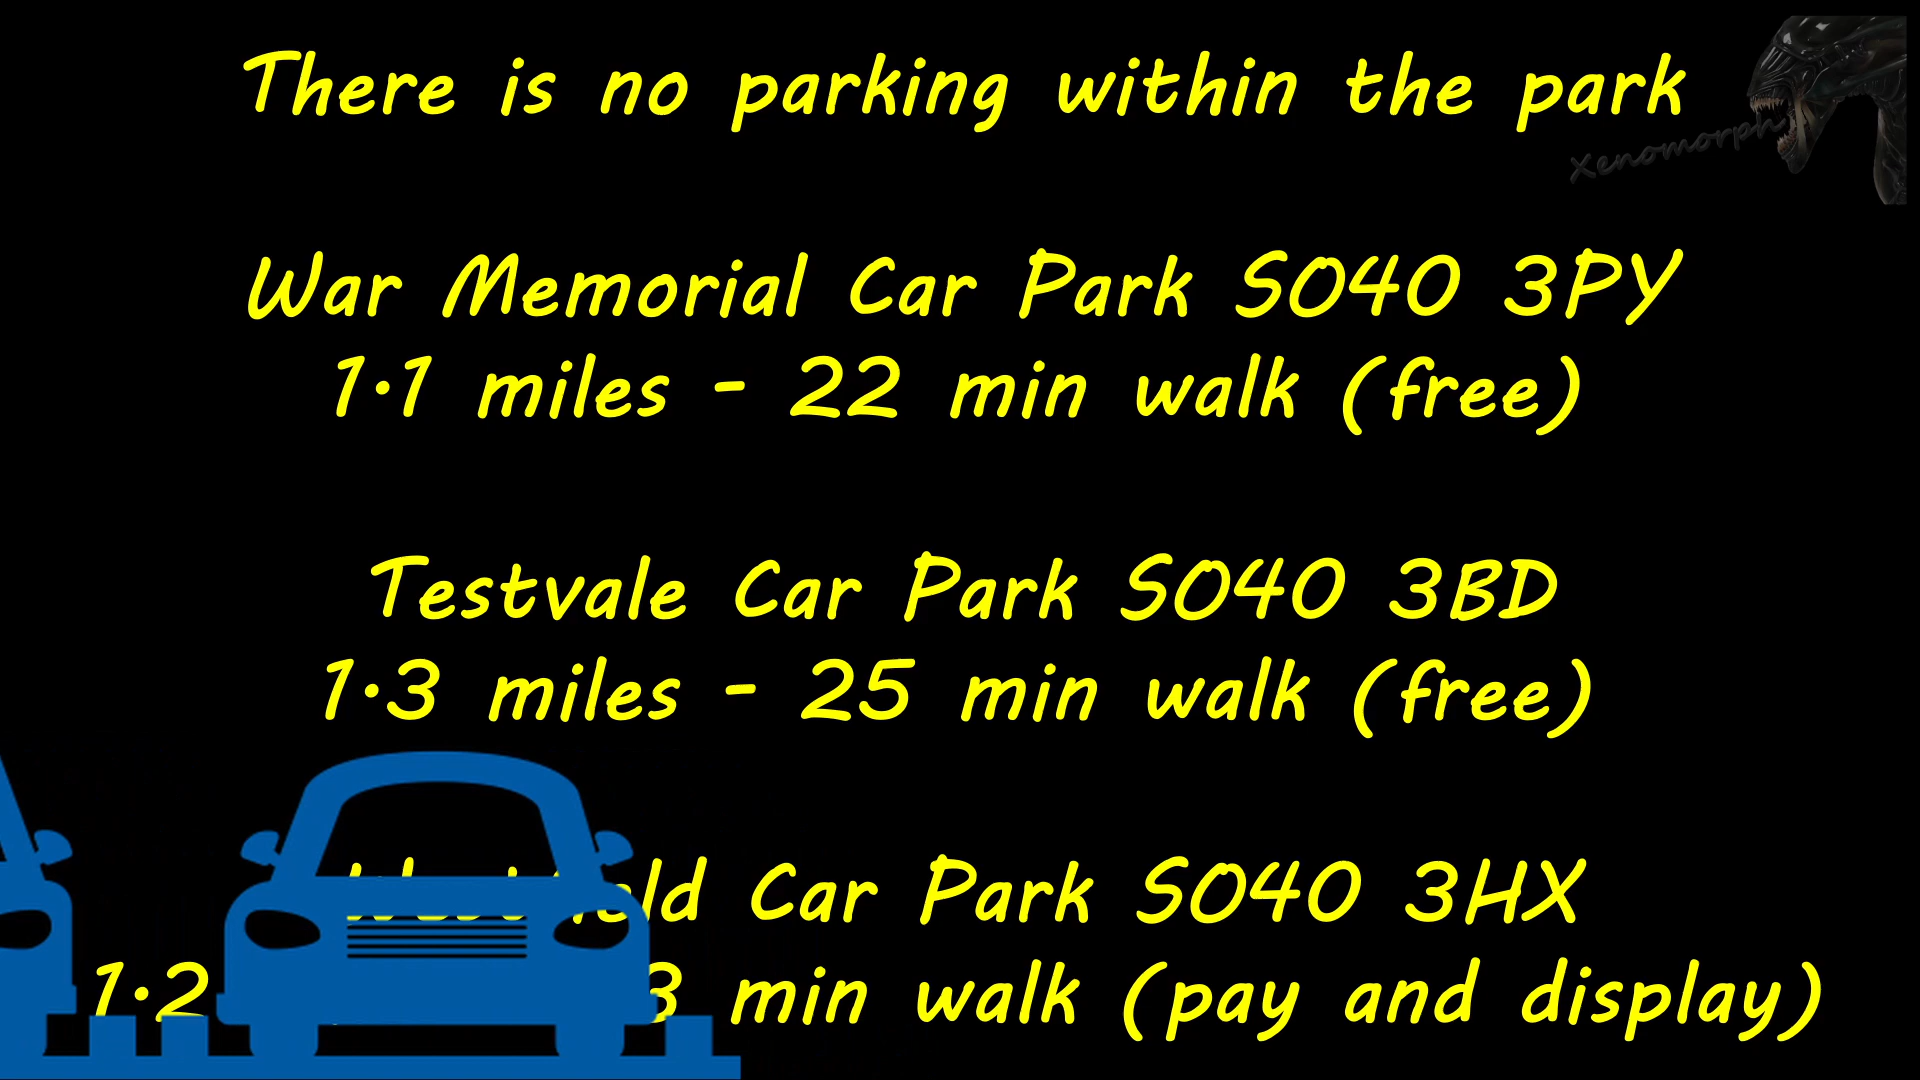 There is no parking within the park
Xenomorph
War Memorial Car Park SO40 3PY
1.1 miles - 22 min walk (free)
Testvale Car Park SO40 3BD
1.3 miles - 25 min walk (free)
Car Park SO40 3HX
1.2 min walk (pay and display)